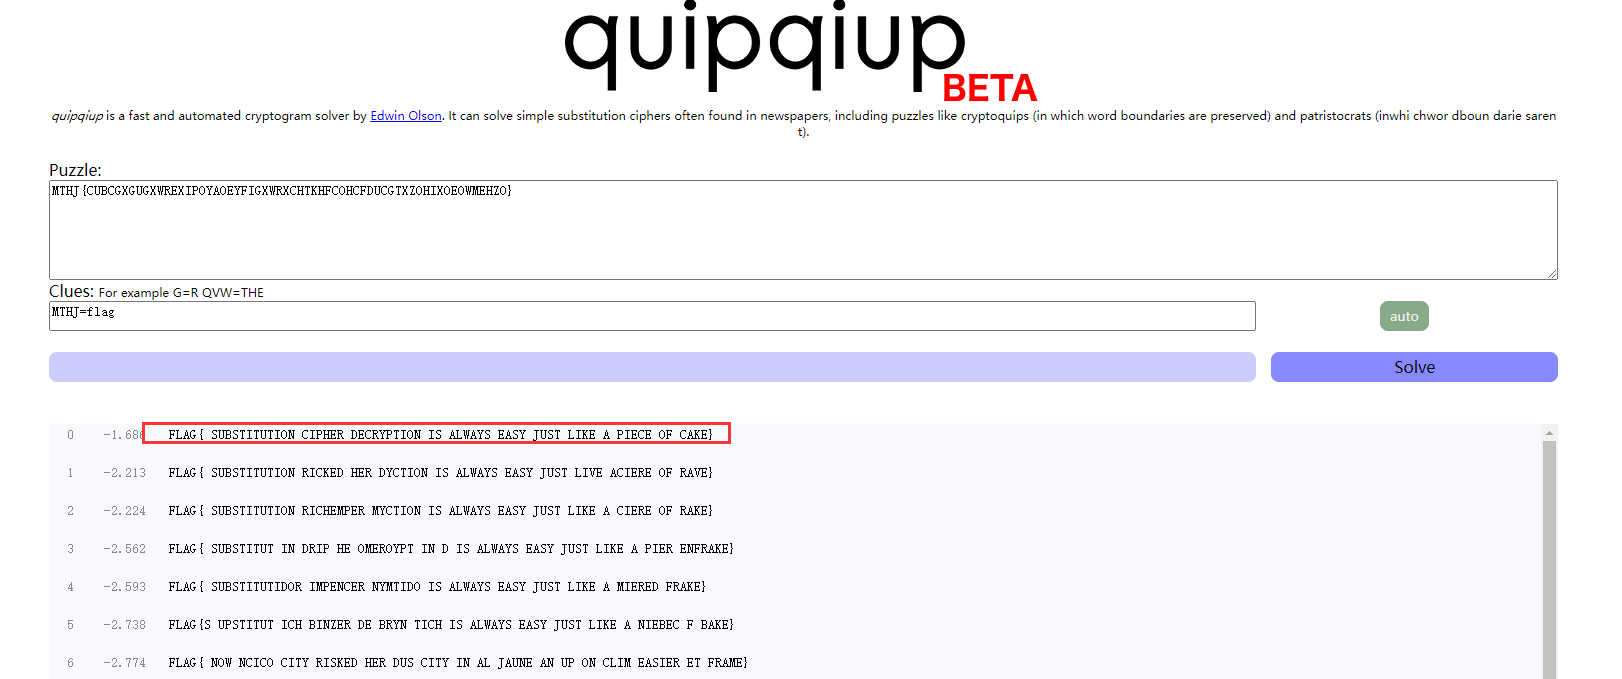 quipqiup
BETA
quipqiup is a fast and automated cryptogram solver by Edwin Olson. It can solve simple substitution ciphers often found in newspapers, including puzzles like cryptoquips (in which word boundaries are preserved) and patristocrats (inwhi chwor dboun darie saren
t).
Puzzle:
MTHJ{CUBCGXGUGXWREXIPOYAOEYFIGXWRXCHTKHFCOHCFDUCGTXZOHIXOEOWMEHZO}
Clues: For example G=R QVW=THE
MTHJ=flag
auto
Solve
0 -1.686 FLAG{ SUBSTITUTION CIPHER DECRYPTION IS ALWAYS EASY JUST LIKE A PIECE OF CAKE}
1 -2.213 FLAG{ SUBSTITUTION RICKED HER DYCTION IS ALWAYS EASY JUST LIVE ACIERE OF RAVE}
2 -2.224 FLAG{ SUBSTITUTION RICHEMPER MYCTION IS ALWAYS EASY JUST LIKE A CIERE OF RAKE}
3 -2.562 FLAG{ SUBSTITUT IN DRIP HE OMEROYPT IN D IS ALWAYS EASY JUST LIKE A PIER ENFRAKE}
4 -2.593 FLAG{ SUBSTITUTIDOR IMPENCER NYMTIDO IS ALWAYS EASY JUST LIKE A MIERED FRAKE}
5 -2.738 FLAG{S UPSTITUT ICH BINZER DE BRYN TICH IS ALWAYS EASY JUST LIKE A NIEBEC F BAKE}
6 -2.774 FLAG{ NOW NCICO CITY RISKED HER DUS CITY IN AL JAUNE AN UP ON CLIM EASIER ET FRAME}